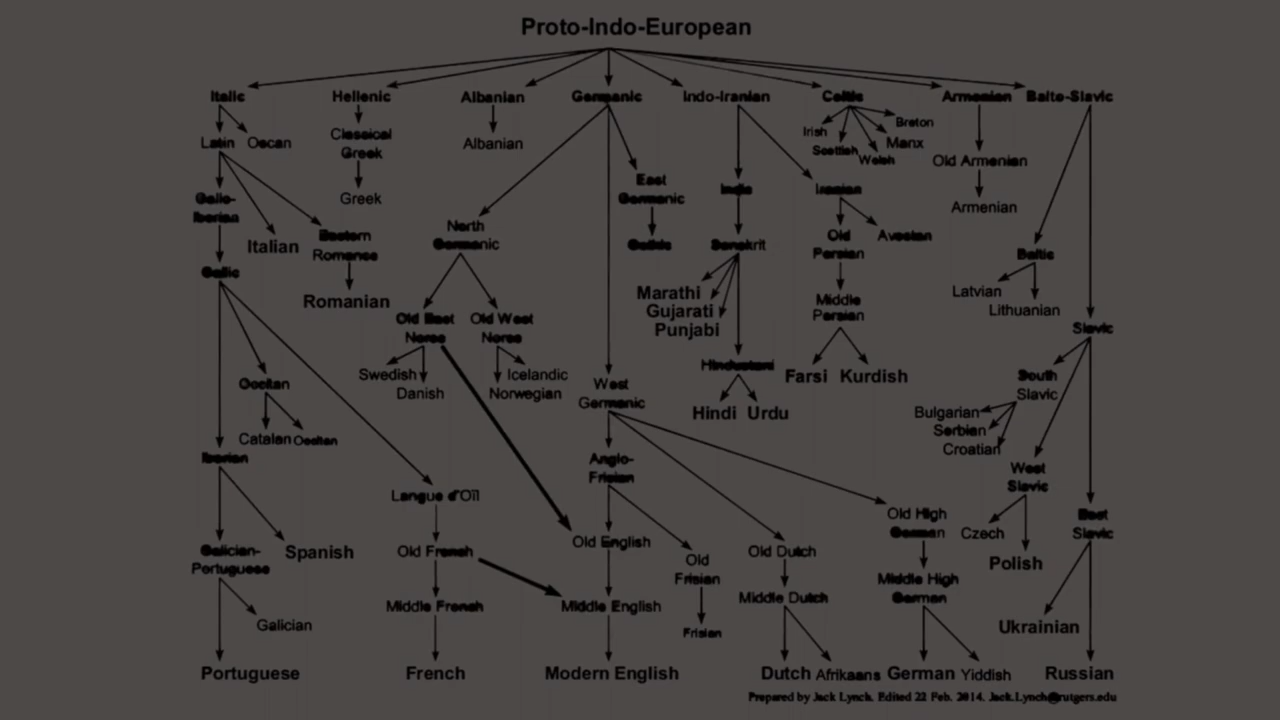 Proto-Indo-European
Italic Hellenic Albanian Germanic Indo-Iranian Celtic Armenian Balto-Slavic
Breton
Irish
Manx
Scottish
Welsh
Latin Oscan
Classical
Greek
Albanian
Old Armenian
East
Germanic
Indic
Iranian
Gallo-
Iberian
Greek
Armenian
North
Germanic
Italian
Eastern
Romance
Gothic
Sanskrit
Old
Persian
Avestan
Baltic
Gallic
Romanian
Marathi
Gujarati
Punjabi
Middle
Persian
Latvian
Lithuanian
Old East
Norse
Old West
Norse
Slavic
Hindustani
Swedish
Danish
Icelandic
Norwegian
West
Germanic
Farsi Kurdish
Hindi Urdu
South
Slavic
Occitan
Bulgarian
Serbian
Croatian
Catalan Occitan
Iberian
Anglo-
Frisian
West
Slavic
Langue d'Oïl
Old High
German
Czech
East
Slavic
Galician-
Portuguese
Spanish
Old French
Old English
Old
Frisian
Old Dutch
Polish
Middle High
German
Middle French
Middle English
Middle Dutch
Galician
Frisian
Ukrainian
Portuguese French Modern English Dutch Afrikaans German Yiddish Russian
Prepared by Jack Lynch. Edited 22 Feb. 2014. Jack.Lynch@rutgers.edu